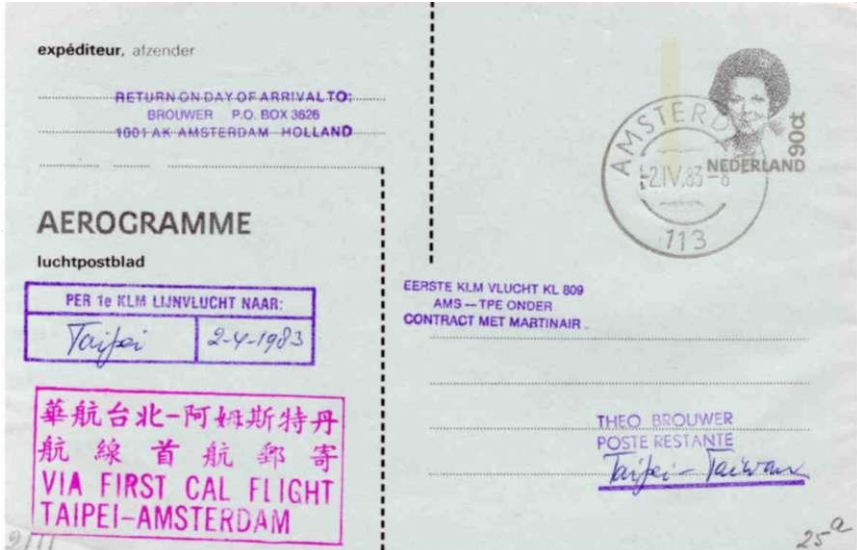 expéditeur, afzender
RETURN ON DAY OF ARRIVAL TO:
BROUWER P.O. BOX 3626
1001 AK AMSTERDAM HOLLAND
AEROGRAMME
luchtpostblad
PER 1e KLM LIJNVLUCHT NAAR:
Taipei 2-4-1983
華航台北-阿姆斯特丹
航線首航郵寄
VIA FIRST CAL FLIGHT
TAIPEI-AMSTERDAM
AMSTERDAM
-2.IV.83-8
113
NEDERLAND 90ct
EERSTE KLM VLUCHT KL 809
AMS - TPE ONDER
CONTRACT MET MARTINAIR.
THEO BROUWER
POSTE RESTANTE
Taipei - Taiwan
25a